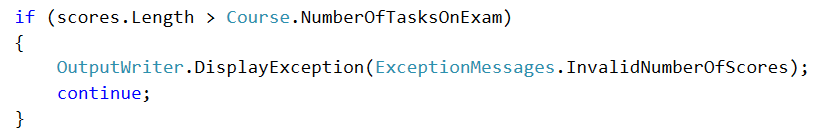 if (scores.Length > Course.NumberOfTasksOnExam)
{
    OutputWriter.DisplayException(ExceptionMessages.InvalidNumberOfScores);
    continue;
}